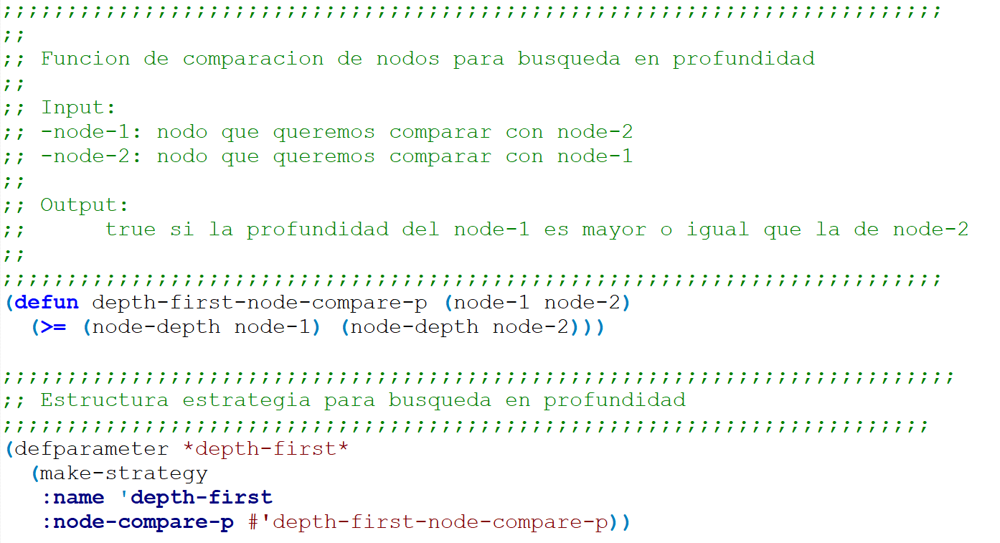 ;;;;;;;;;;;;;;;;;;;;;;;;;;;;;;;;;;;;;;;;;;;;;;;;;;;;;;;;;;;;;;;;;;;;;;;;;
;;
;; Funcion de comparacion de nodos para busqueda en profundidad
;;
;; Input:
;; -node-1: nodo que queremos comparar con node-2
;; -node-2: nodo que queremos comparar con node-1
;;
;; Output:
;;      true si la profundidad del node-1 es mayor o igual que la de node-2
;;
;;;;;;;;;;;;;;;;;;;;;;;;;;;;;;;;;;;;;;;;;;;;;;;;;;;;;;;;;;;;;;;;;;;;;;;;;
(defun depth-first-node-compare-p (node-1 node-2)
  (>= (node-depth node-1) (node-depth node-2)))
;;;;;;;;;;;;;;;;;;;;;;;;;;;;;;;;;;;;;;;;;;;;;;;;;;;;;;;;;;;;;;;;;;;;;;;;;;
;; Estructura estrategia para busqueda en profundidad
;;;;;;;;;;;;;;;;;;;;;;;;;;;;;;;;;;;;;;;;;;;;;;;;;;;;;;;;;;;;;;;;;;;;;;;;
(defparameter *depth-first*
  (make-strategy
   :name 'depth-first
   :node-compare-p #'depth-first-node-compare-p))